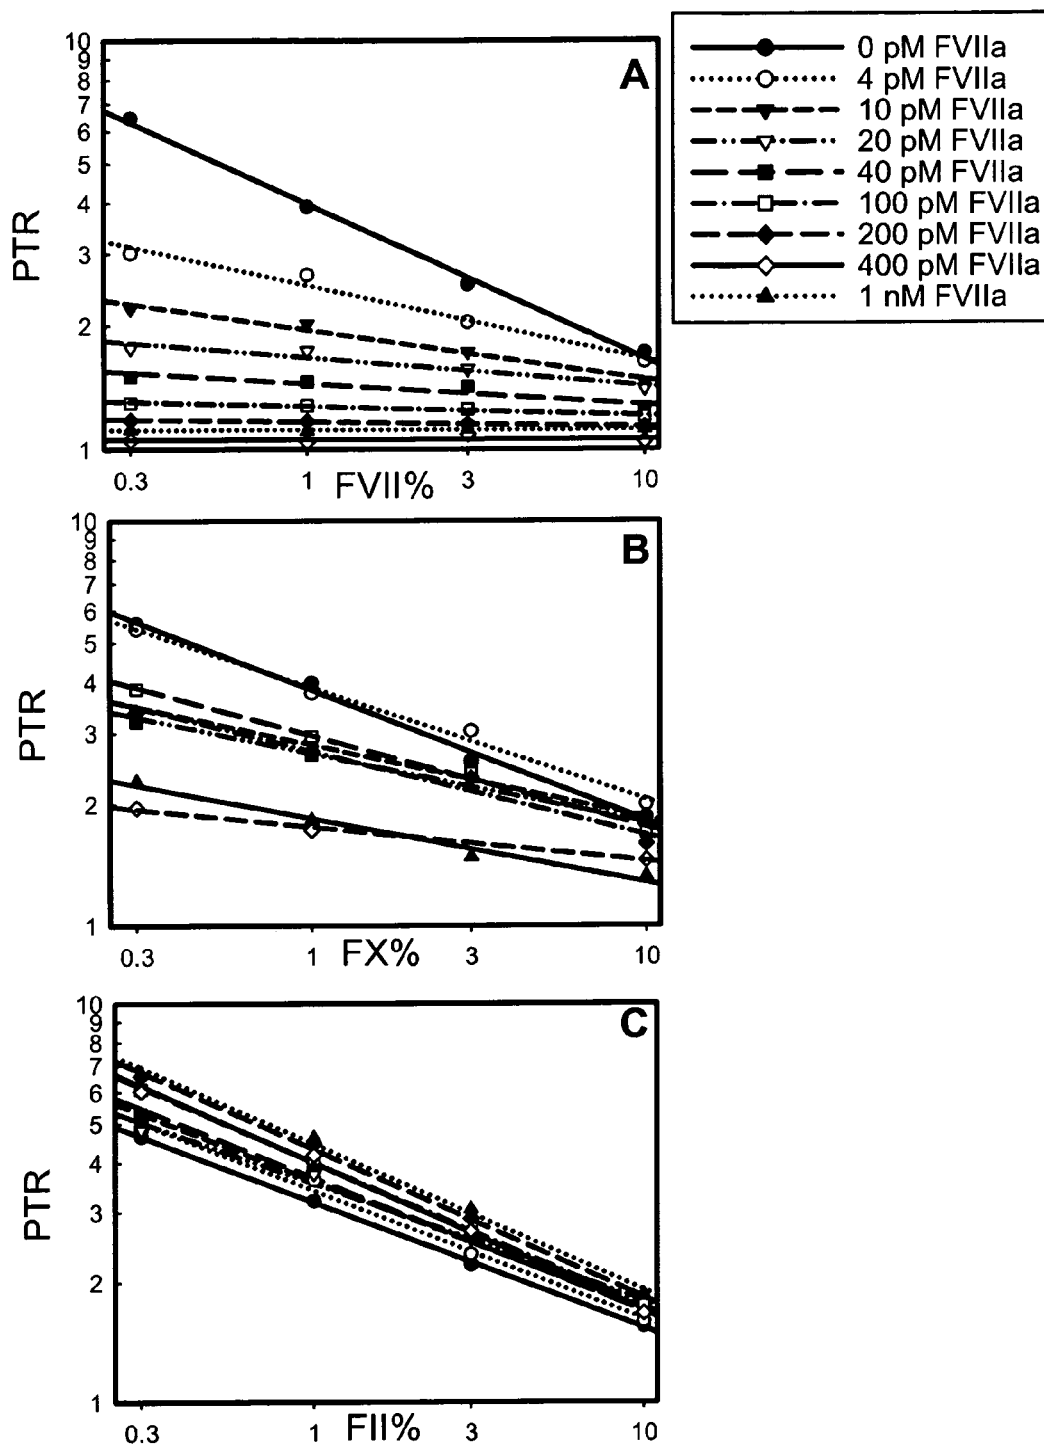 A
10
9
8
7
6
5
4
3
2
1
PTR
0.3
1
3
10
FVII%
0 pM FVIIa
4 pM FVIIa
10 pM FVIIa
20 pM FVIIa
40 pM FVIIa
100 pM FVIIa
200 pM FVIIa
400 pM FVIIa
1 nM FVIIa
B
10
9
8
7
6
5
4
3
2
1
PTR
0.3
1
3
10
FX%
C
10
9
8
7
6
5
4
3
2
1
PTR
0.3
1
3
10
FII%